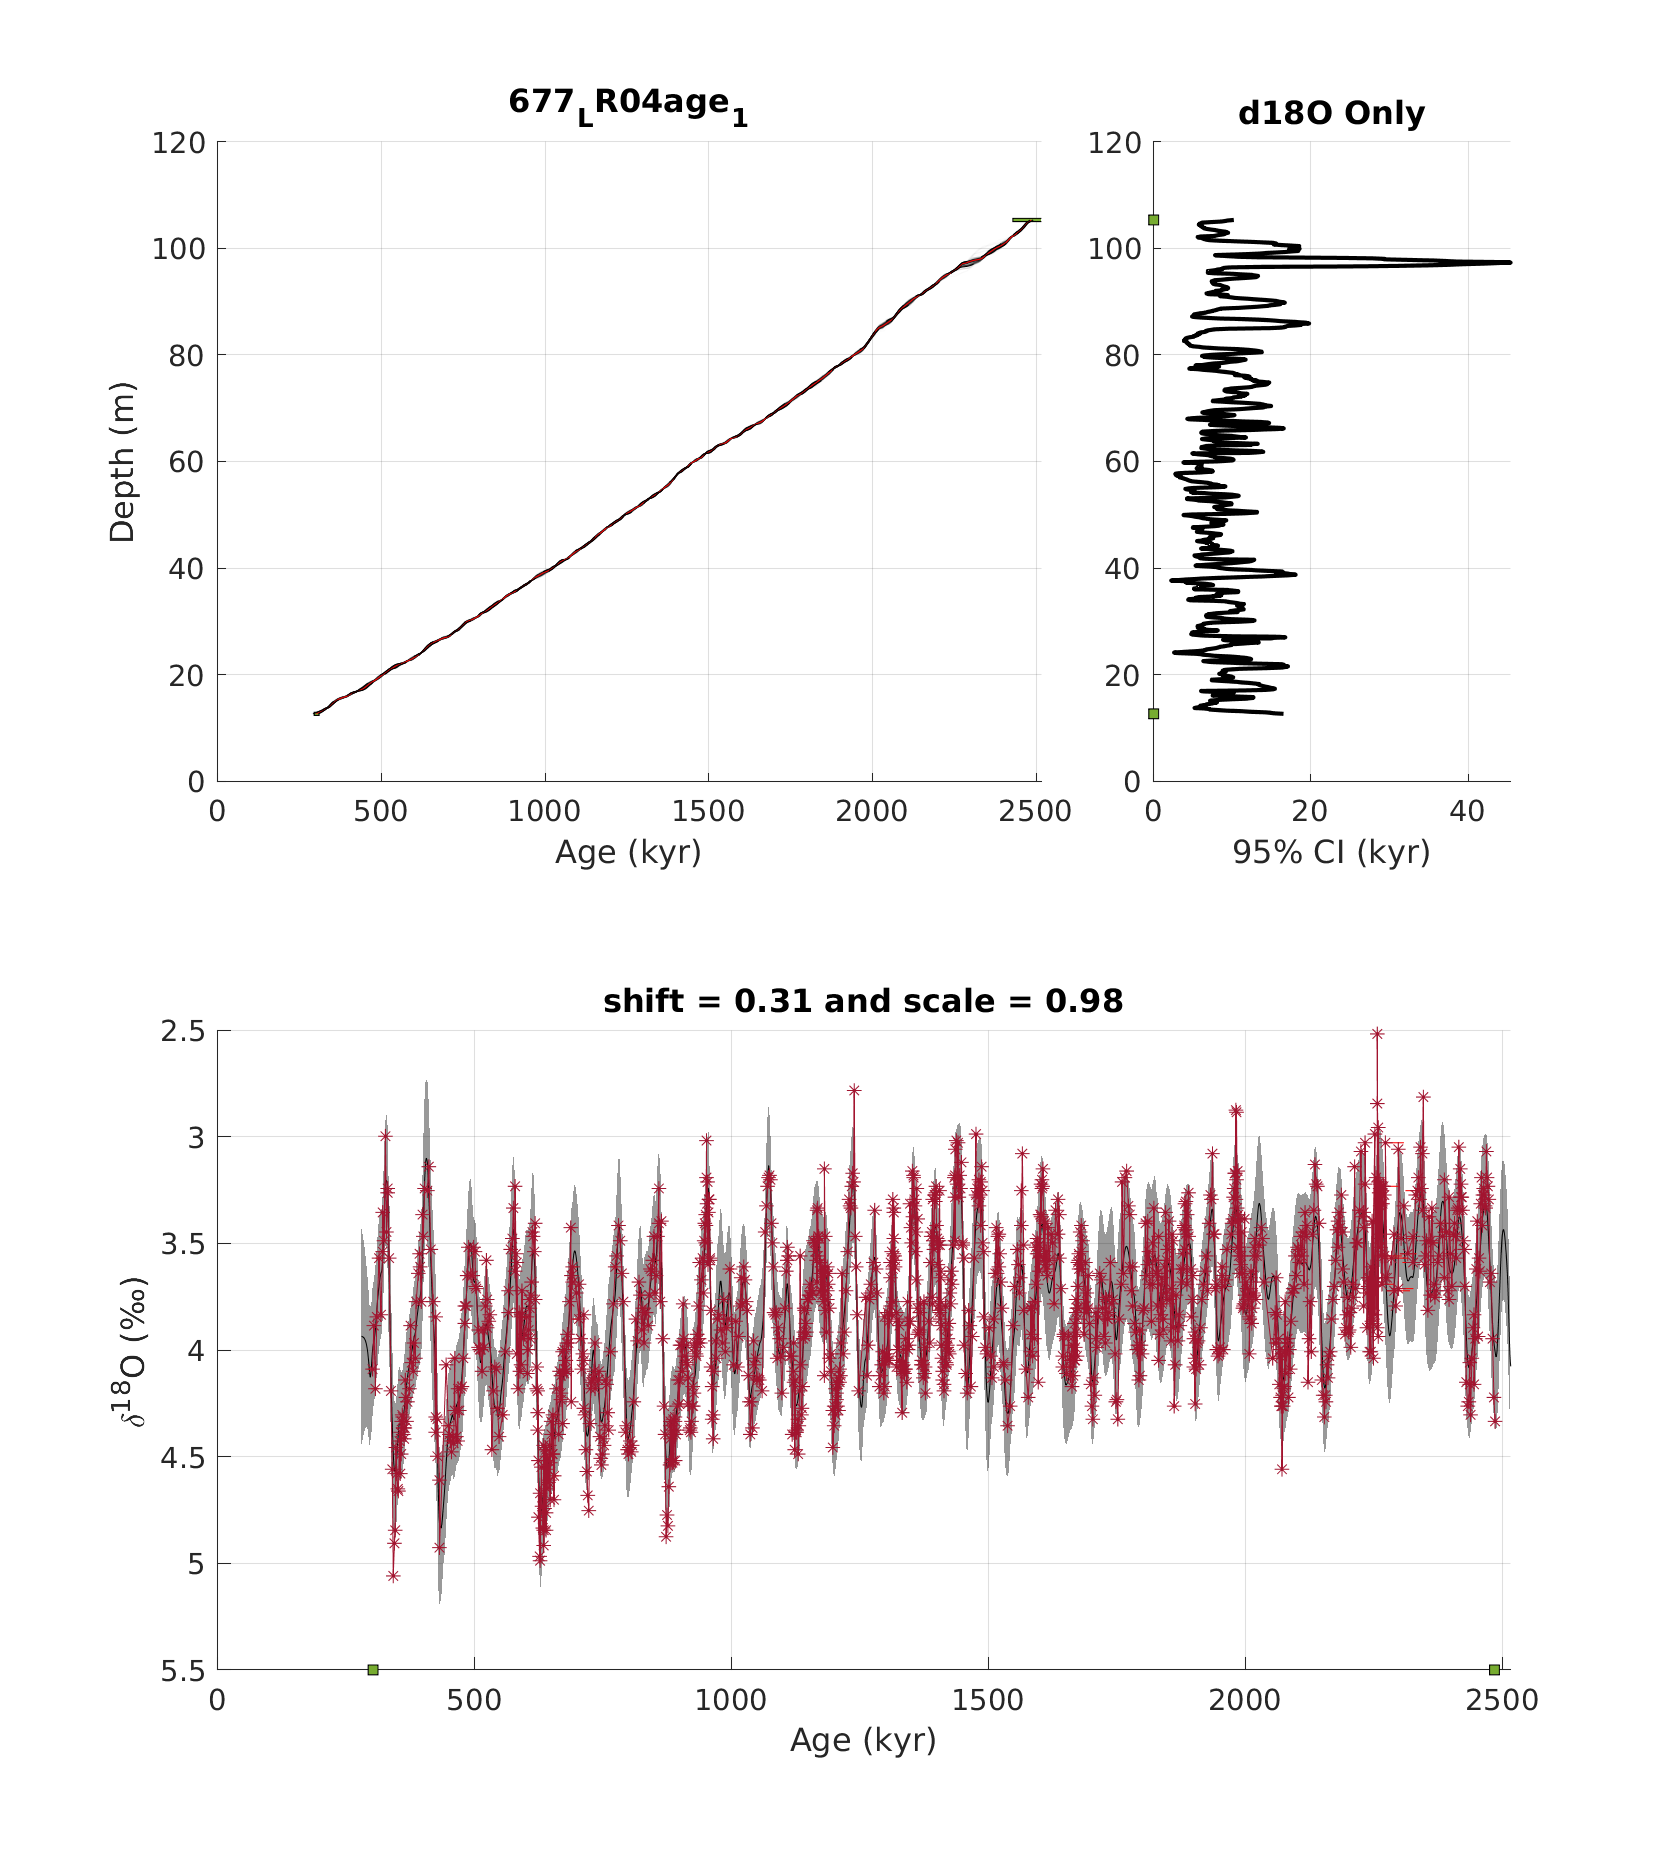 677LR04age1
120
100
80
60
40
20
0
Depth (m)
0 500 1000 1500 2000 2500
Age (kyr)
d18O Only
120
100
80
60
40
20
0
0 20 40
95% CI (kyr)
shift = 0.31 and scale = 0.98
2.5
3
3.5
4
4.5
5
5.5
δ18O (‰)
0 500 1000 1500 2000 2500
Age (kyr)